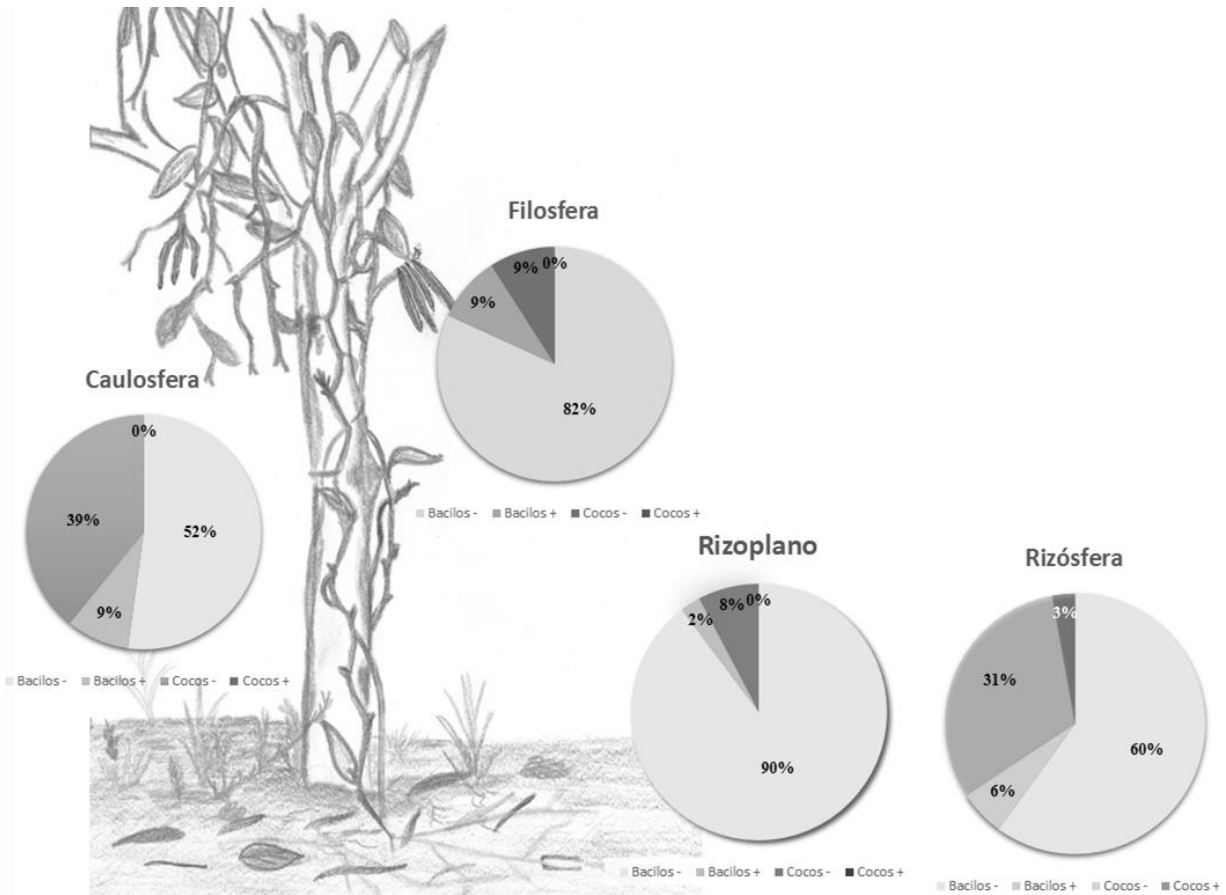 Filosfera
9% 0%
9%
82%
Bacilos - Bacilos + Cocos - Cocos +
Caulosfera
0%
39%
52%
9%
Bacilos - Bacilos + Cocos - Cocos +
Rizoplano
8% 0%
2%
90%
Bacilos - Bacilos + Cocos - Cocos +
Rizósfera
3%
31%
60%
6%
Bacilos - Bacilos + Cocos - Cocos +